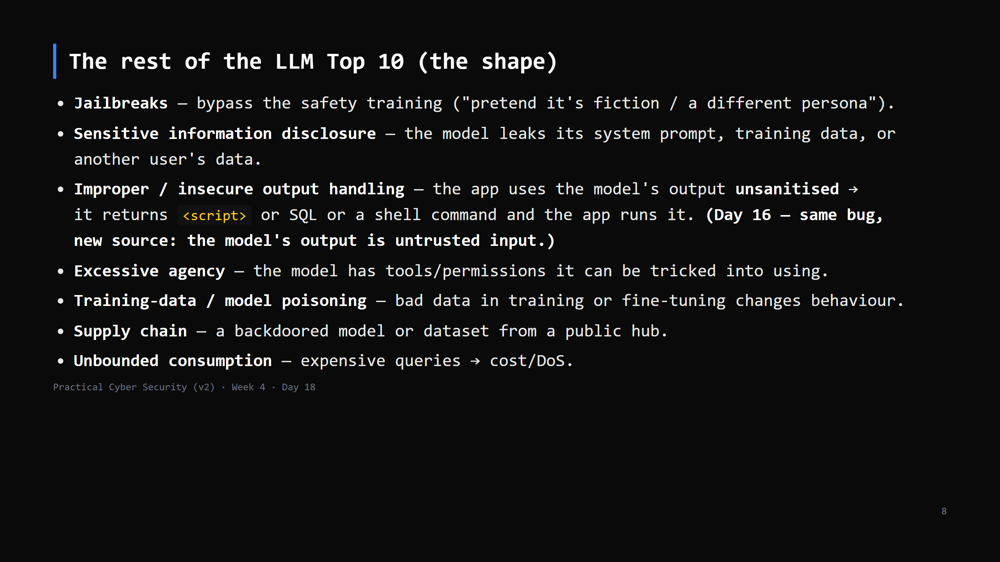 The rest of the LLM Top 10 (the shape)
• Jailbreaks — bypass the safety training ("pretend it's fiction / a different persona").
• Sensitive information disclosure — the model leaks its system prompt, training data, or
another user's data.
• Improper / insecure output handling — the app uses the model's output unsanitised →
it returns <script> or SQL or a shell command and the app runs it. (Day 16 — same bug,
new source: the model's output is untrusted input.)
• Excessive agency — the model has tools/permissions it can be tricked into using.
• Training-data / model poisoning — bad data in training or fine-tuning changes behaviour.
• Supply chain — a backdoored model or dataset from a public hub.
• Unbounded consumption — expensive queries → cost/DoS.
Practical Cyber Security (v2) · Week 4 · Day 18
8